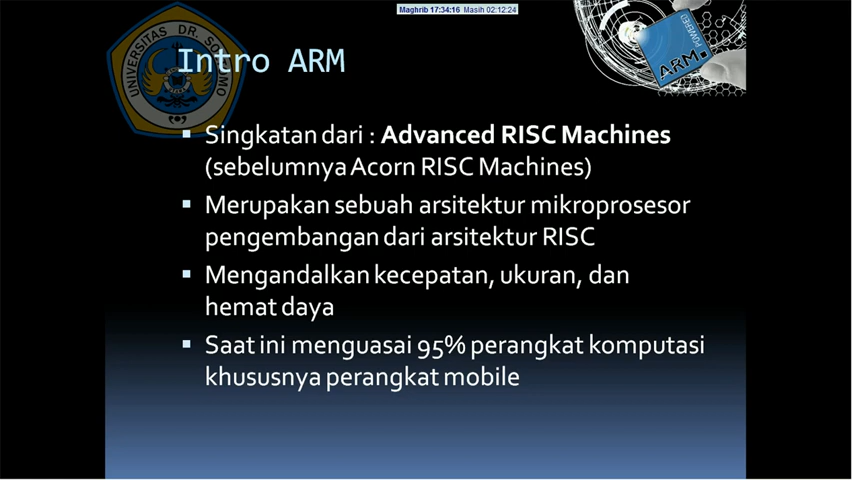 Maghrib 17:34:16 Masih 02:12:24
UNIVERSITAS DR. SOETOMO
POWERED
ARM.
Intro ARM
Singkatan dari : Advanced RISC Machines
(sebelumnya Acorn RISC Machines)
Merupakan sebuah arsitektur mikroprosesor
pengembangan dari arsitektur RISC
Mengandalkan kecepatan, ukuran, dan
hemat daya
Saat ini menguasai 95% perangkat komputasi
khususnya perangkat mobile